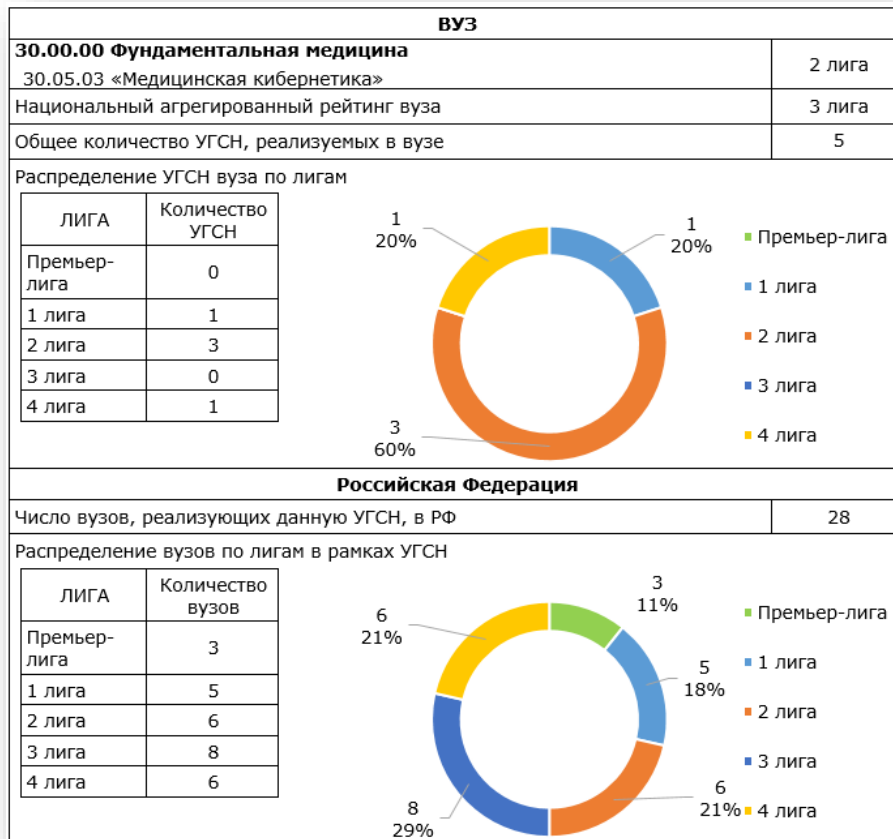 ВУЗ
30.00.00 Фундаментальная медицина
30.05.03 «Медицинская кибернетика»
2 лига
Национальный агрегированный рейтинг вуза
3 лига
Общее количество УГСН, реализуемых в вузе
5
Распределение УГСН вуза по лигам
ЛИГА
Количество
УГСН
Премьер-
лига
0
1 лига
1
2 лига
3
3 лига
0
4 лига
1
1
20%
1
20%
3
60%
Премьер-лига
1 лига
2 лига
3 лига
4 лига
Российская Федерация
Число вузов, реализующих данную УГСН, в РФ
28
Распределение вузов по лигам в рамках УГСН
ЛИГА
Количество
вузов
Премьер-
лига
3
1 лига
5
2 лига
6
3 лига
8
4 лига
6
6
21%
3
11%
5
18%
6
21%
8
29%
Премьер-лига
1 лига
2 лига
3 лига
4 лига